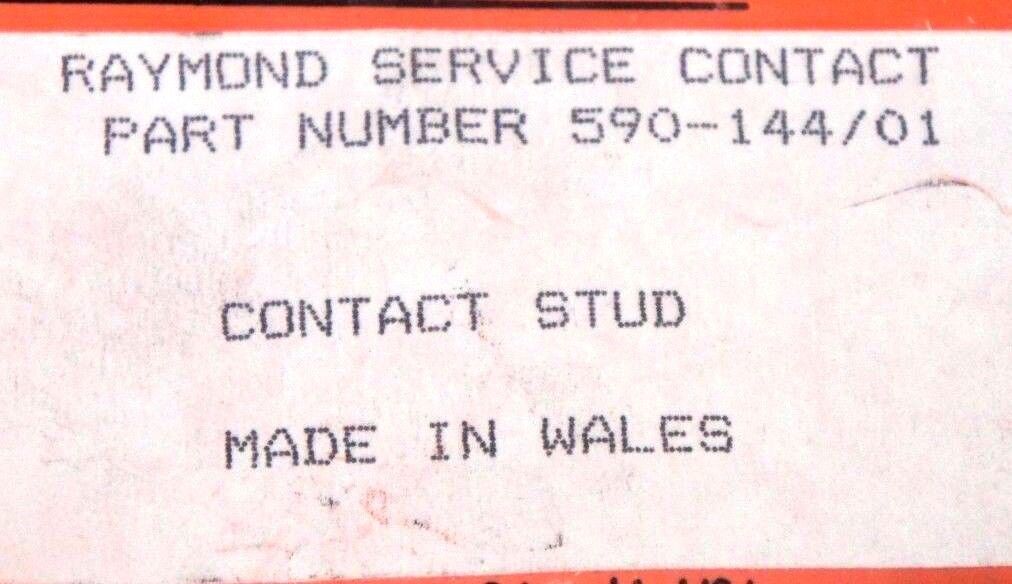 RAYMOND SERVICE CONTACT
PART NUMBER 590-144/01
CONTACT STUD
MADE IN WALES